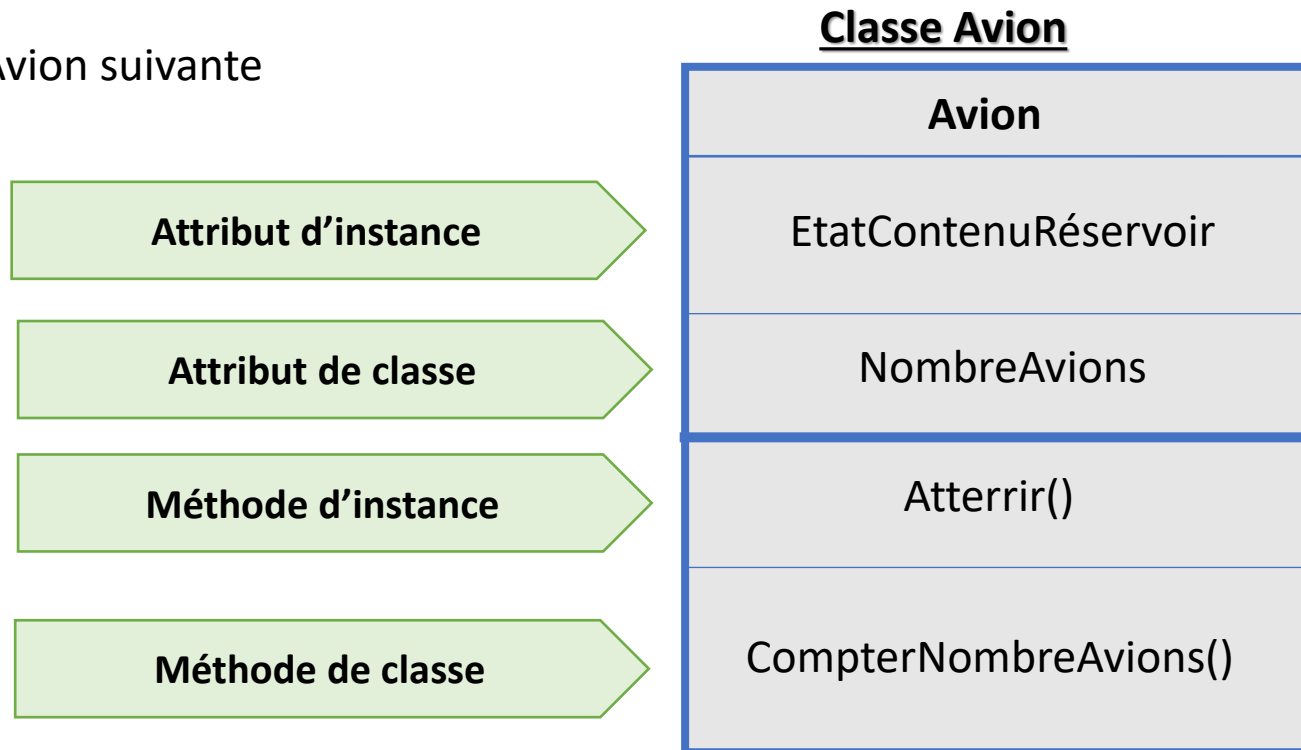 Classe Avion
Avion suivante
Avion
Attribut d’instance
EtatContenuRéservoir
Attribut de classe
NombreAvions
Méthode d’instance
Atterrir()
Méthode de classe
CompterNombreAvions()